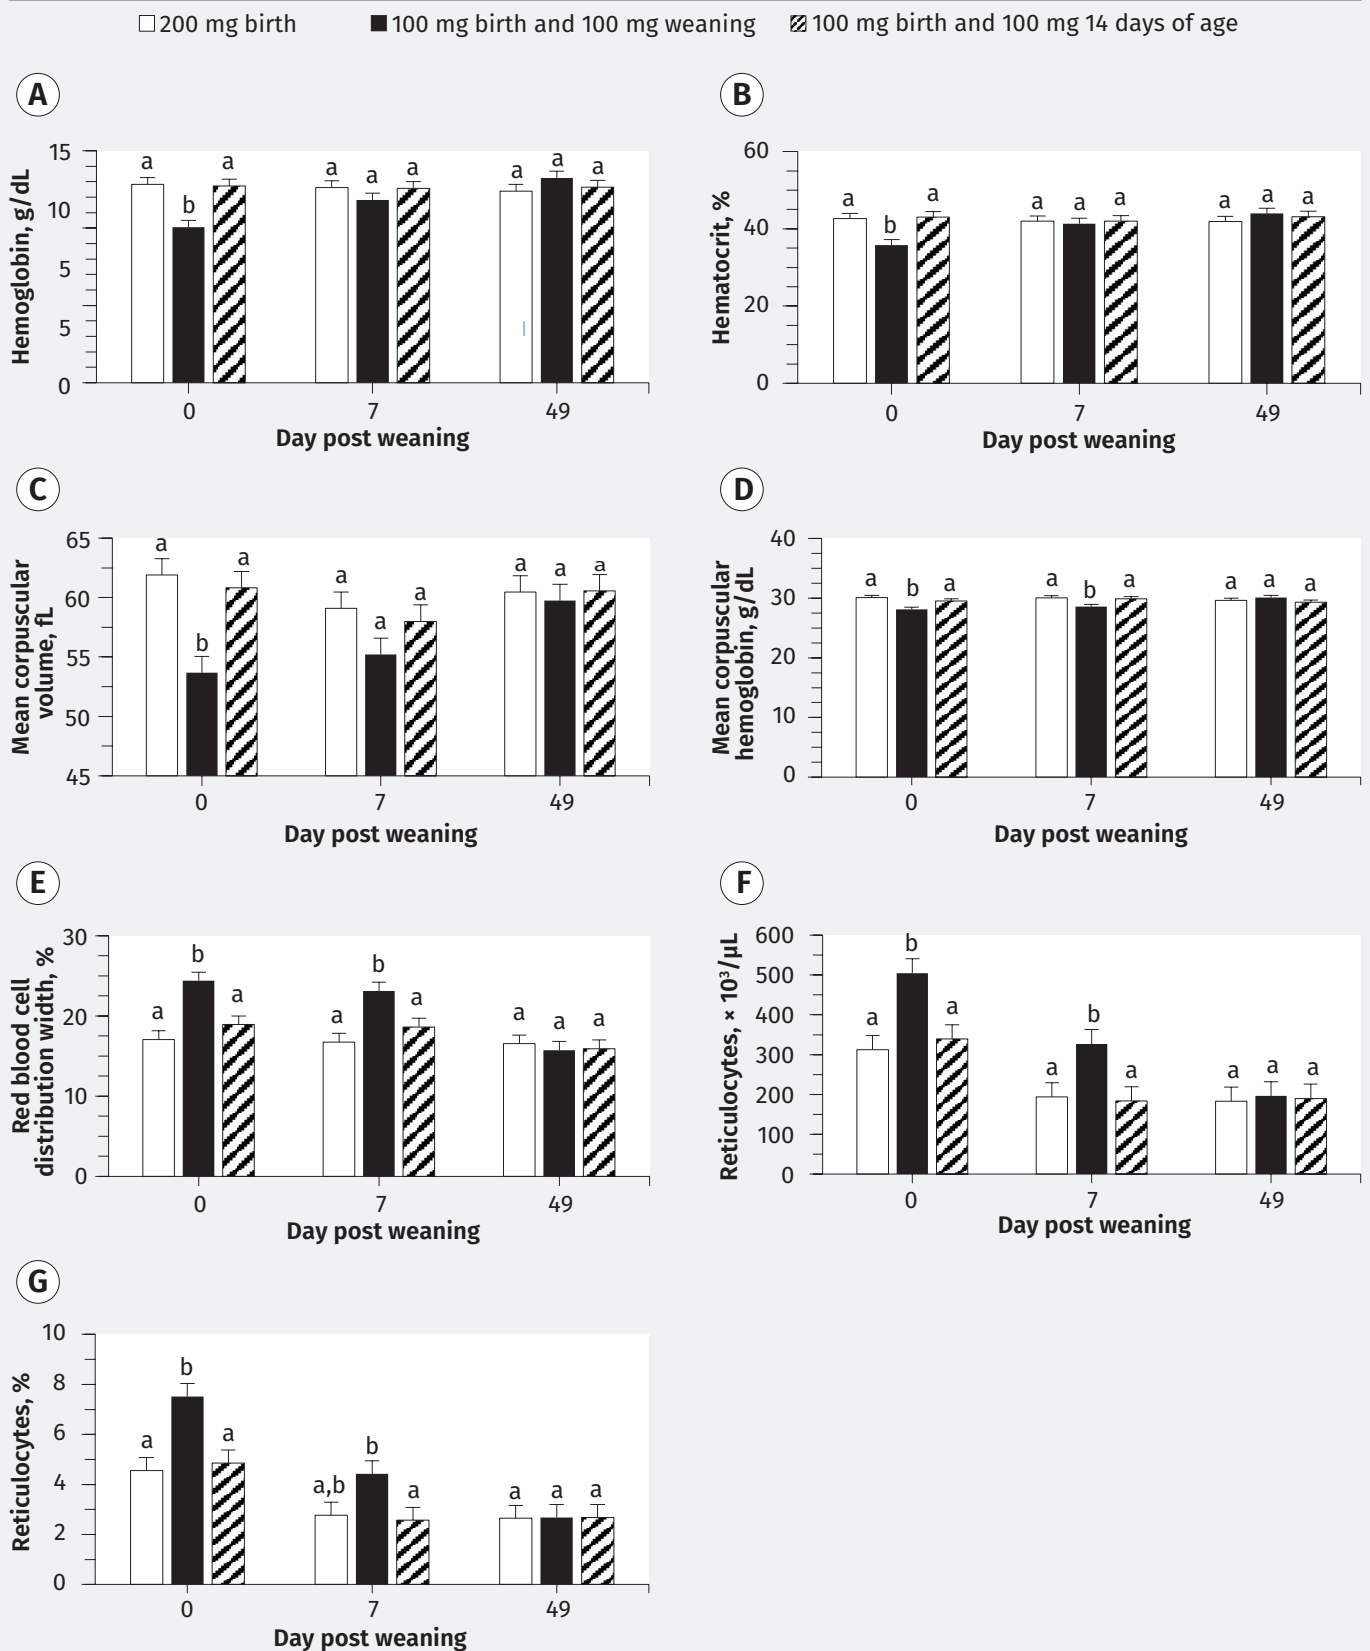 200 mg birth 100 mg birth and 100 mg weaning 100 mg birth and 100 mg 14 days of age
A
Hemoglobin, g/dL
15
10
5
5
0
a b a a a a a a a
0 7 49
Day post weaning
B
Hematocrit, %
60
40
20
0
a b a a a a a a a
0 7 49
Day post weaning
C
Mean corpuscular
volume, fL
65
60
55
50
45
a b a a a a a a a
0 7 49
Day post weaning
D
Mean corpuscular
hemoglobin, g/dL
40
30
20
10
0
a b a a b a a a a
0 7 49
Day post weaning
E
Red blood cell
distribution width, %
30
20
10
0
a b a a b a a a a
0 7 49
Day post weaning
F
Reticulocytes, × 10³/µL
600
500
400
300
200
100
0
a b a a b a a a a
0 7 49
Day post weaning
G
Reticulocytes, %
10
8
6
4
2
0
a b a a,b b a a a a
0 7 49
Day post weaning